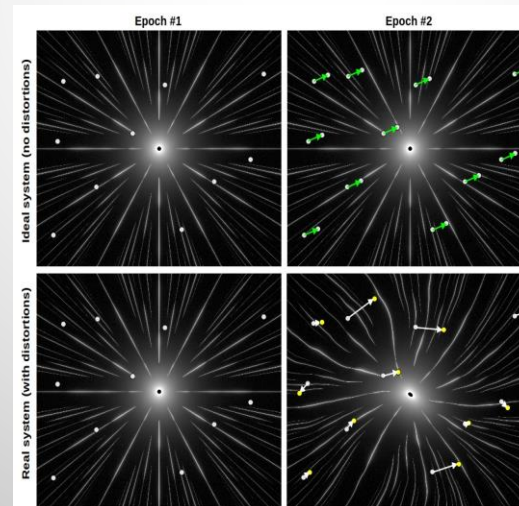 Epoch #1
Epoch #2
Ideal system (no distortions)
Real system (with distortions)